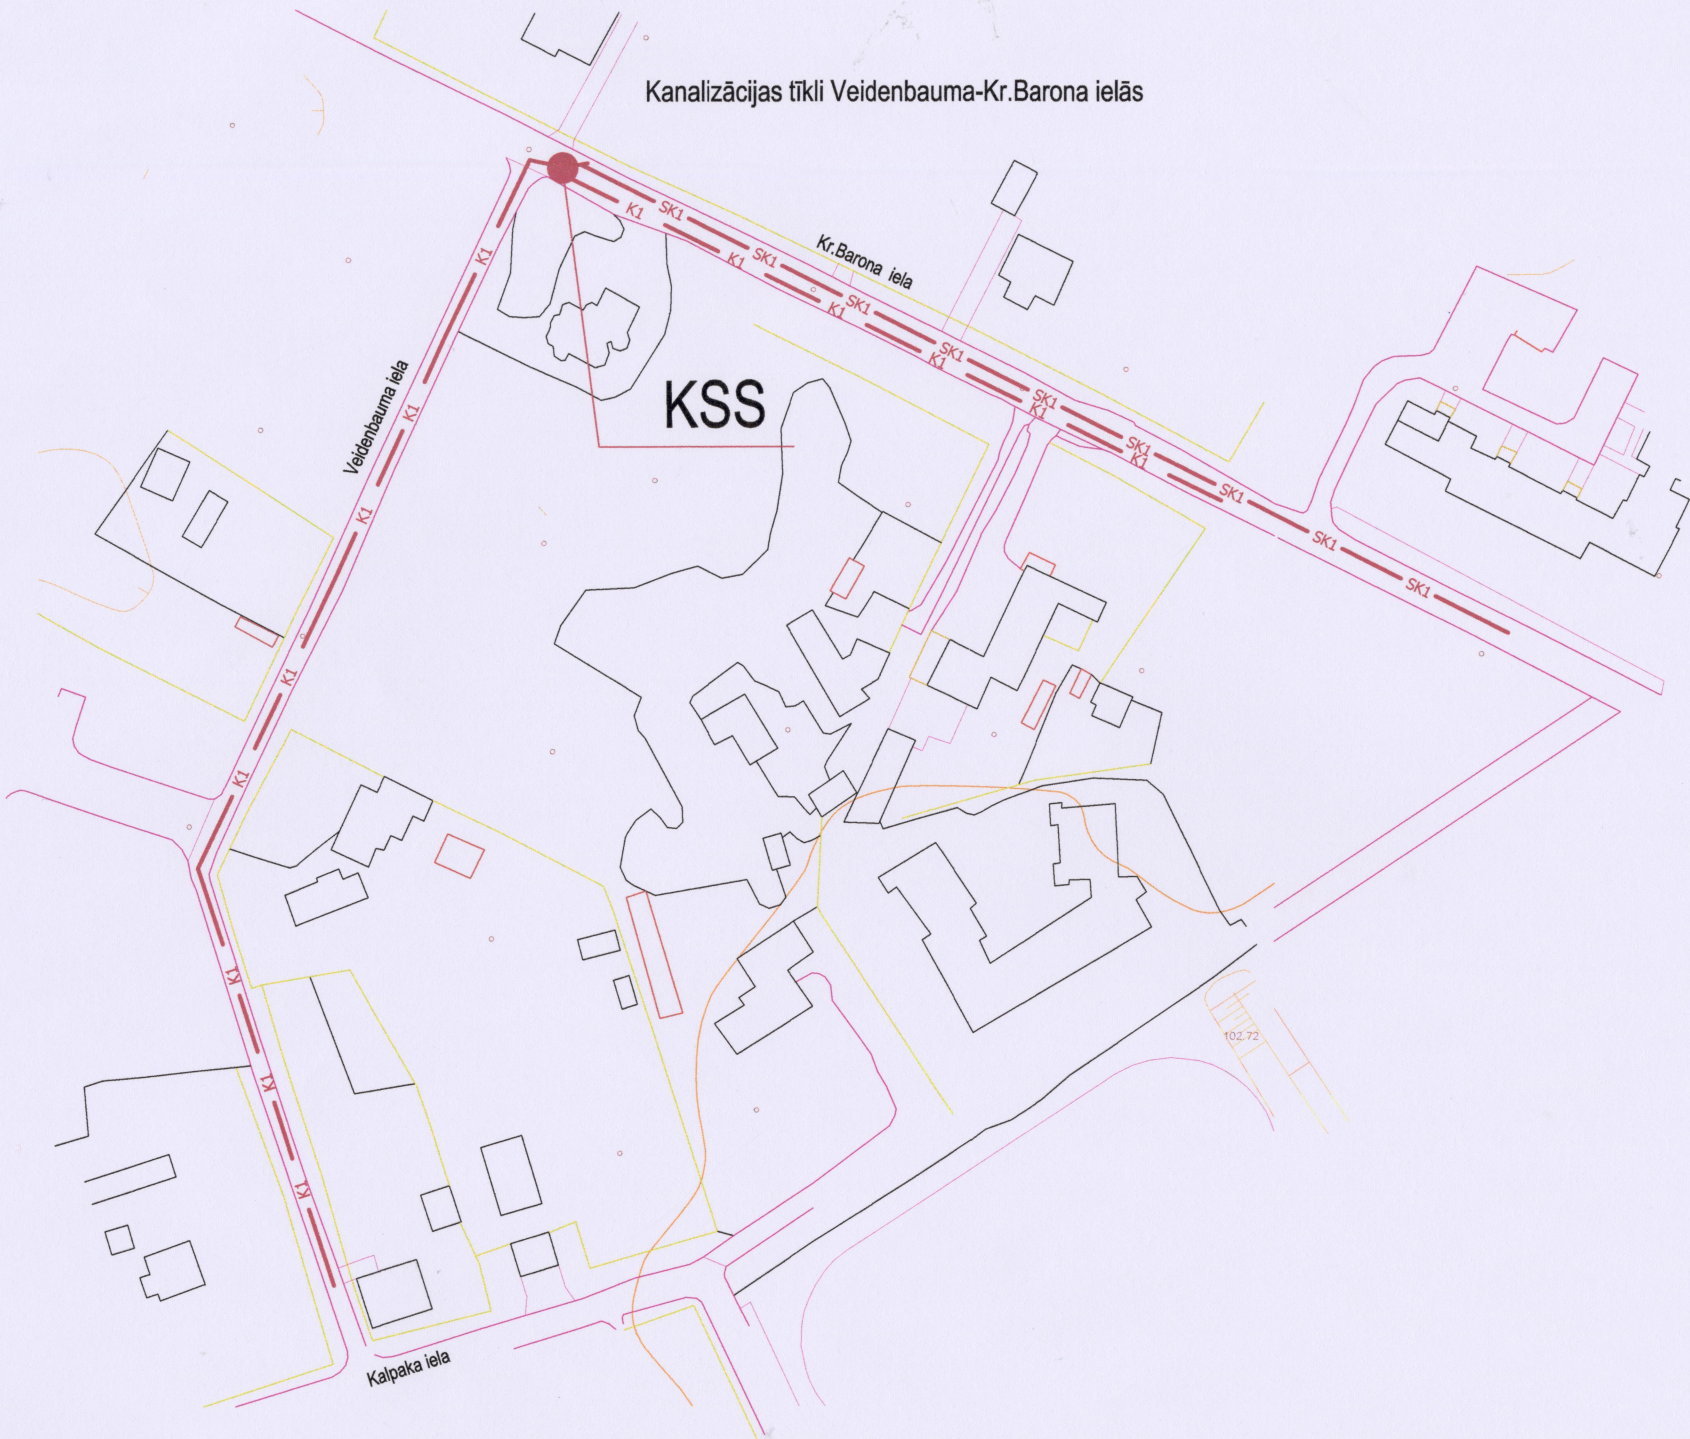 Kanalizācijas tīkli Veidenbauma-Kr.Barona ielās
K1
SK1
K1
SK1
K1
Kr.Barona iela
SK1
K1
SK1
K1
SK1
K1
SK1
K1
SK1
SK1
SK1
KSS
Veidenbauma iela
K1
K1
K1
K1
K1
K1
K1
K1
102.72
Kalpaka iela